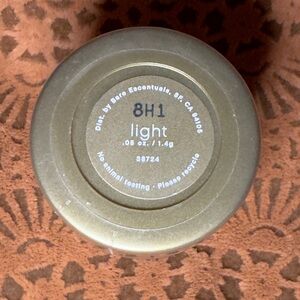 Dist. by Bare Escentuals, SF, CA 94105
8H1
light
.05 oz. / 1.4g
38724
No animal testing · Please recycle